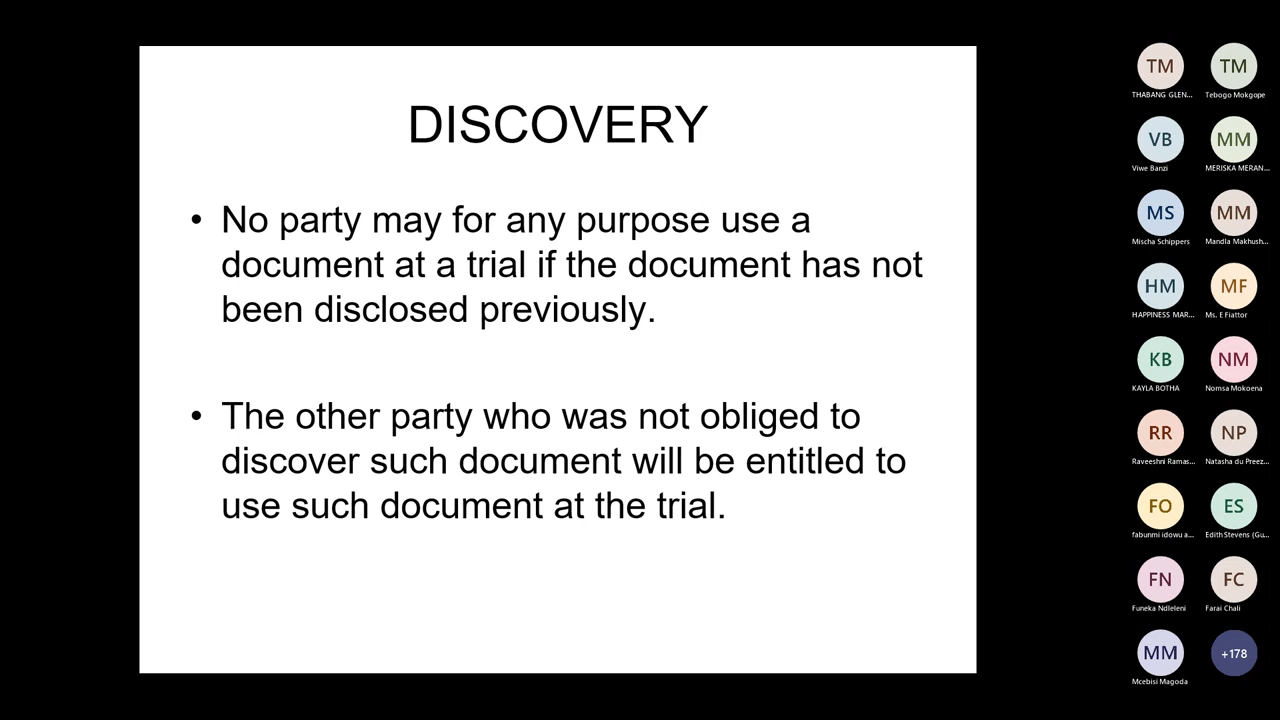 DISCOVERY
• No party may for any purpose use a
document at a trial if the document has not
been disclosed previously.
• The other party who was not obliged to
discover such document will be entitled to
use such document at the trial.
TM TM
THABANG GLEN... Tebogo Mokgope
VB MM
Viwe Banzi MERISKA MERAN...
MS MM
Mischa Schippers Mandla Makhush...
HM MF
HAPPINESS MAR... Ms. E Fiattor
KB NM
KAYLA BOTHA Nomsa Mokoena
RR NP
Raveeshni Ramas... Natasha du Preez...
FO ES
fabunmi idowu a... Edith Stevens (Gu...
FN FC
Funeka Ndleleni Farai Chali
MM +178
Mcebisi Magoda